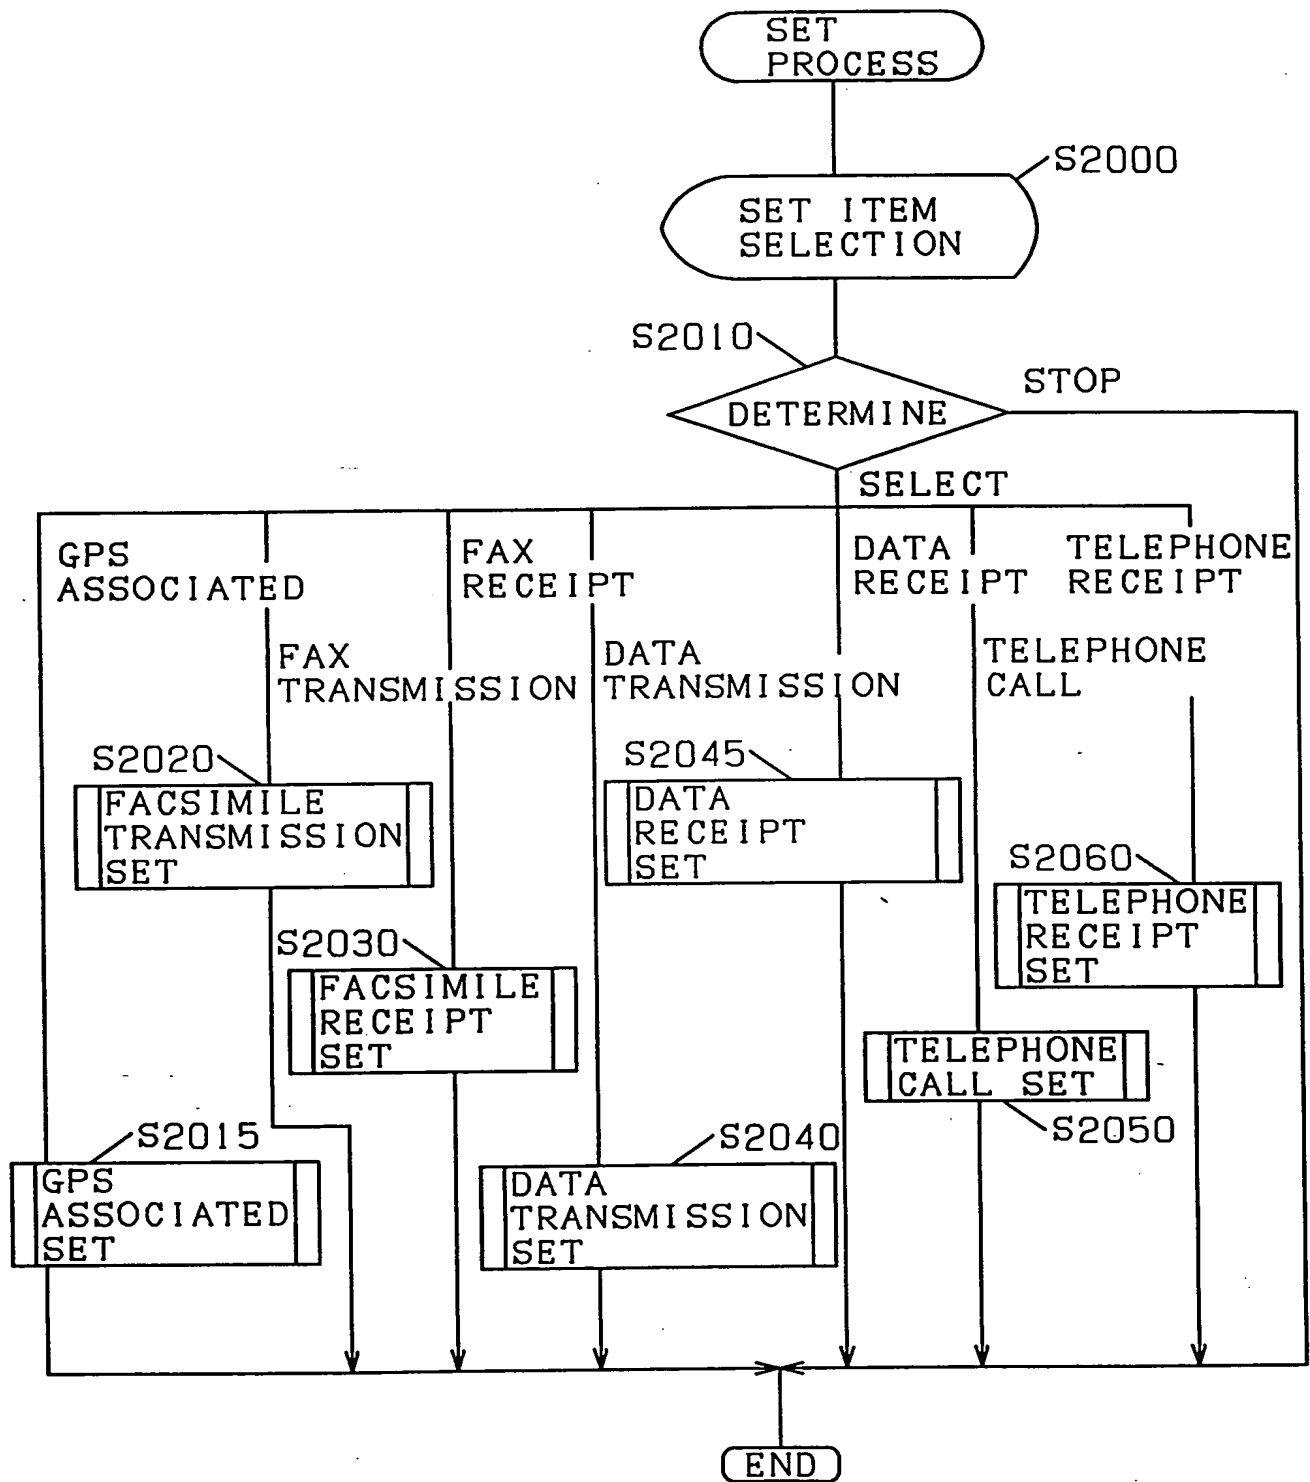 SET
PROCESS
S2000
SET ITEM
SELECTION
S2010
DETERMINE
STOP
SELECT
GPS
ASSOCIATED
FAX
RECEIPT
DATA
RECEIPT
TELEPHONE
RECEIPT
FAX
TRANSMISSION
DATA
TRANSMISSION
TELEPHONE
CALL
S2020
FACSIMILE
TRANSMISSION
SET
S2045
DATA
RECEIPT
SET
S2060
TELEPHONE
RECEIPT
SET
S2030
FACSIMILE
RECEIPT
SET
TELEPHONE
CALL SET
S2050
S2015
GPS
ASSOCIATED
SET
S2040
DATA
TRANSMISSION
SET
END